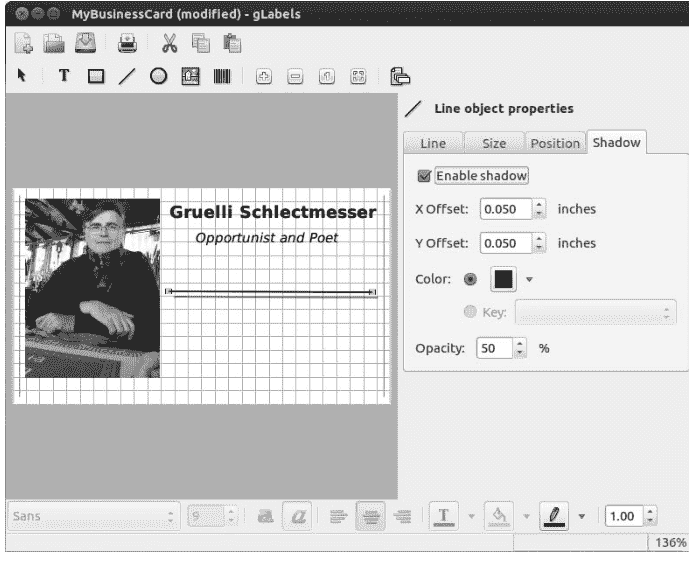 MyBusinessCard (modified) - gLabels
T
Line object properties
Line Size Position Shadow
Enable shadow
X Offset: 0.050 inches
Y Offset: 0.050 inches
Color:
Key:
Opacity: 50 %
Gruelli Schlectmesser
Opportunist and Poet
Sans 9 a a T 1.00
136%